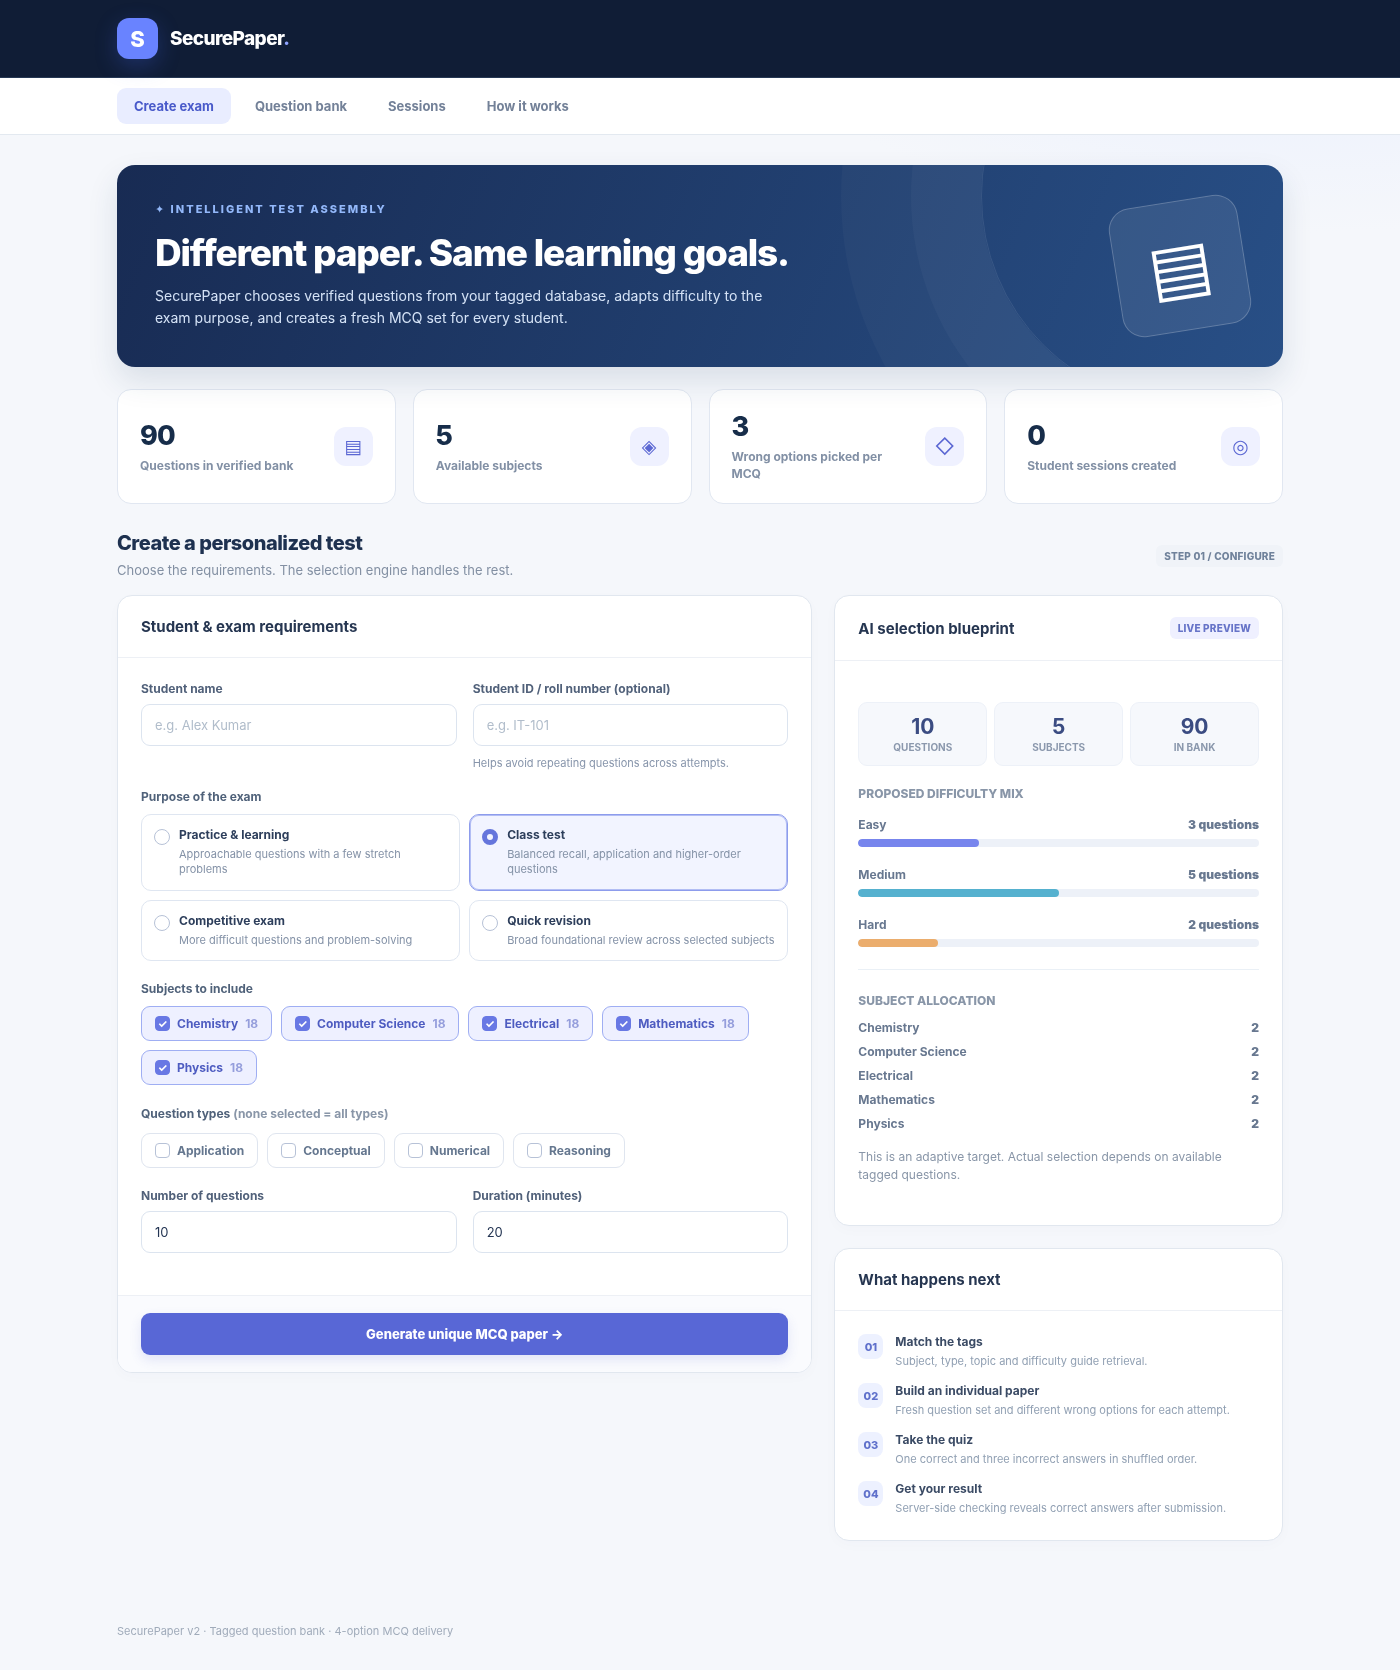 S
SecurePaper.
Create exam
Question bank
Sessions
How it works
✦ INTELLIGENT TEST ASSEMBLY
Different paper. Same learning goals.
SecurePaper chooses verified questions from your tagged database, adapts difficulty to the
exam purpose, and creates a fresh MCQ set for every student.
90
Questions in verified bank
5
Available subjects
3
Wrong options picked per
MCQ
0
Student sessions created
Create a personalized test
Choose the requirements. The selection engine handles the rest.
STEP 01 / CONFIGURE
Student & exam requirements
Student name
e.g. Alex Kumar
Student ID / roll number (optional)
e.g. IT-101
Helps avoid repeating questions across attempts.
Purpose of the exam
Practice & learning
Approachable questions with a few stretch
problems
Class test
Balanced recall, application and higher-order
questions
Competitive exam
More difficult questions and problem-solving
Quick revision
Broad foundational review across selected subjects
Subjects to include
Chemistry 18
Computer Science 18
Electrical 18
Mathematics 18
Physics 18
Question types (none selected = all types)
Application
Conceptual
Numerical
Reasoning
Number of questions
10
Duration (minutes)
20
Generate unique MCQ paper →
AI selection blueprint
LIVE PREVIEW
10
QUESTIONS
5
SUBJECTS
90
IN BANK
PROPOSED DIFFICULTY MIX
Easy 3 questions
Medium 5 questions
Hard 2 questions
SUBJECT ALLOCATION
Chemistry 2
Computer Science 2
Electrical 2
Mathematics 2
Physics 2
This is an adaptive target. Actual selection depends on available
tagged questions.
What happens next
01
Match the tags
Subject, type, topic and difficulty guide retrieval.
02
Build an individual paper
Fresh question set and different wrong options for each attempt.
03
Take the quiz
One correct and three incorrect answers in shuffled order.
04
Get your result
Server-side checking reveals correct answers after submission.
SecurePaper v2 · Tagged question bank · 4-option MCQ delivery